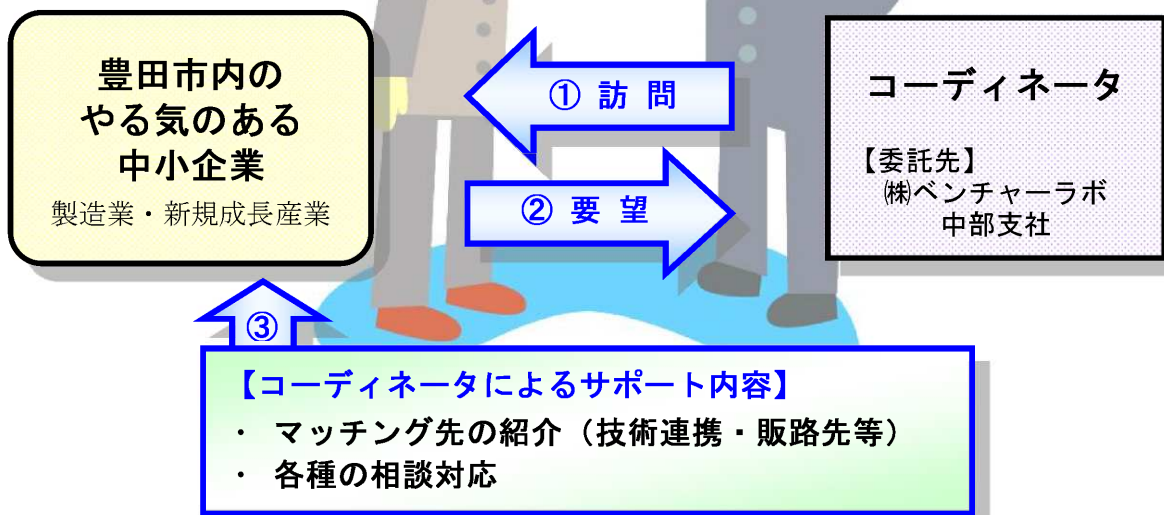 豊田市内の
やる気のある
中小企業
製造業・新規成長産業
① 訪 問
② 要 望
コーディネータ
【委託先】
㈱ベンチャーラボ
中部支社
③
【コーディネータによるサポート内容】
・ マッチング先の紹介（技術連携・販路先等）
・ 各種の相談対応